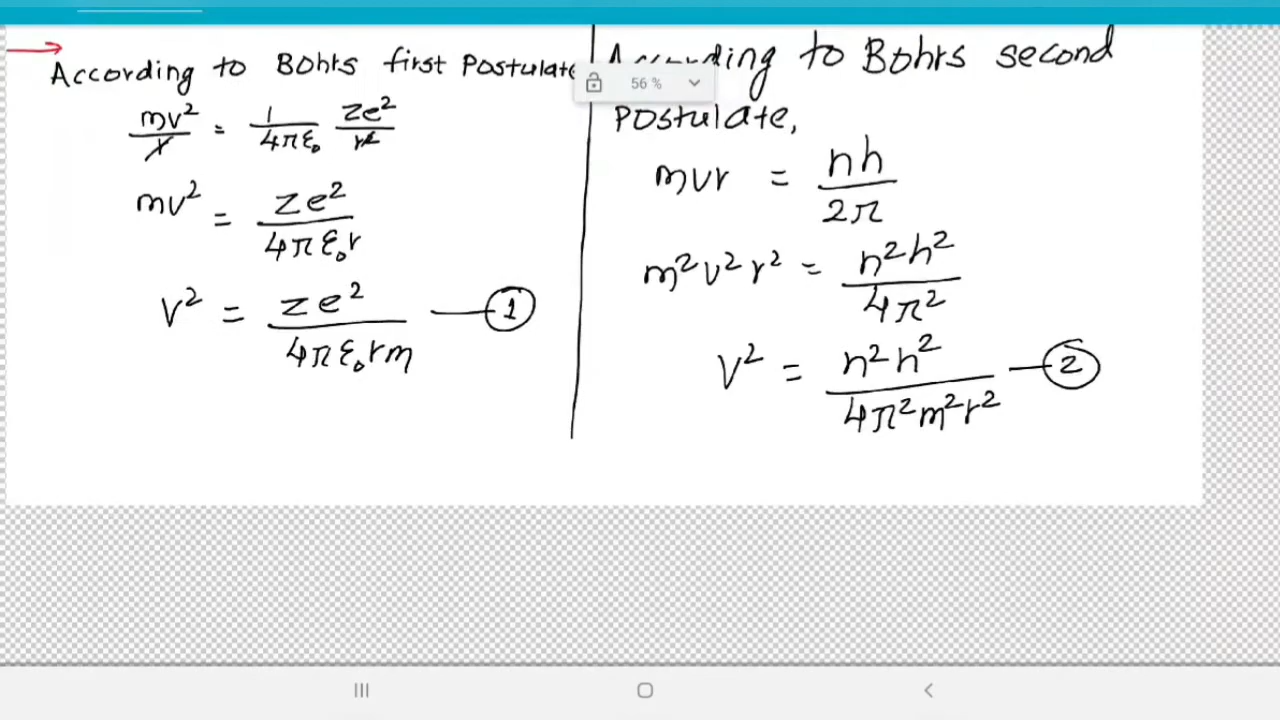 According to Bohrs first Postulate
mv² / r = 1 / 4πε₀ ze² / r²
mv² = ze² / 4πε₀r
v² = ze² / 4πε₀rm — ①
According to Bohrs second
Postulate,
56 %
mvr = nh / 2π
m²v²r² = n²h² / 4π²
v² = n²h² / 4π²m²r² — ②